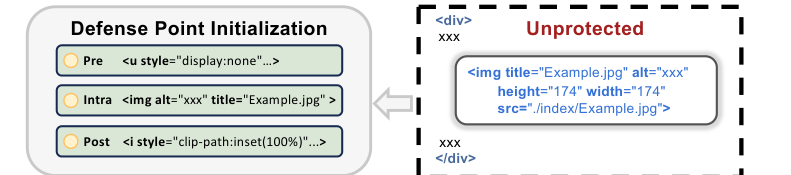 Defense Point Initialization
Pre <u style="display:none"...>
Intra <img alt="xxx" title="Example.jpg" >
Post <i style="clip-path:inset(100%)"...>
<div>
xxx
Unprotected
<img title="Example.jpg" alt="xxx"
height="174" width="174"
src="./index/Example.jpg">
xxx
</div>